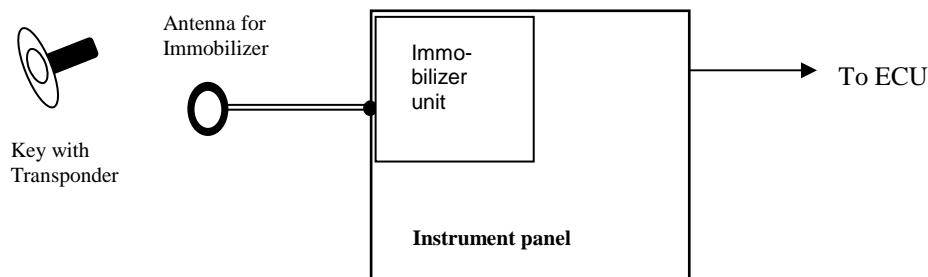 Antenna for
Immobilizer
Immo-
bilizer
unit
To ECU
Key with
Transponder
Instrument panel